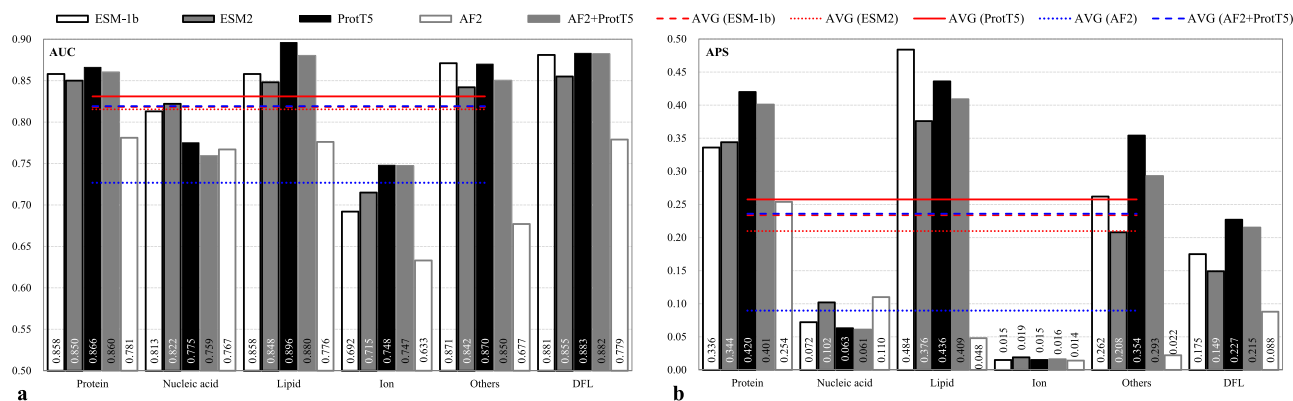 ESM-1b ESM2 ProtT5 AF2 AF2+ProtT5 AVG (ESM-1b) AVG (ESM2) AVG (ProtT5) AVG (AF2) AVG (AF2+ProtT5)
AUC
0.90
0.85
0.80
0.75
0.70
0.65
0.60
0.55
0.50
0.858 0.850 0.866 0.860 0.781 0.813 0.822 0.775 0.759 0.767 0.858 0.848 0.896 0.880 0.776 0.692 0.715 0.748 0.747 0.633 0.871 0.842 0.870 0.850 0.677 0.881 0.855 0.883 0.882 0.779
Protein Nucleic acid Lipid Ion Others DFL
a
APS
0.50
0.45
0.40
0.35
0.30
0.25
0.20
0.15
0.10
0.05
0.00
0.336 0.344 0.420 0.401 0.254 0.072 0.102 0.063 0.061 0.110 0.484 0.376 0.436 0.409 0.048 0.015 0.019 0.015 0.016 0.014 0.262 0.208 0.354 0.293 0.022 0.175 0.149 0.227 0.215 0.088
Protein Nucleic acid Lipid Ion Others DFL
b